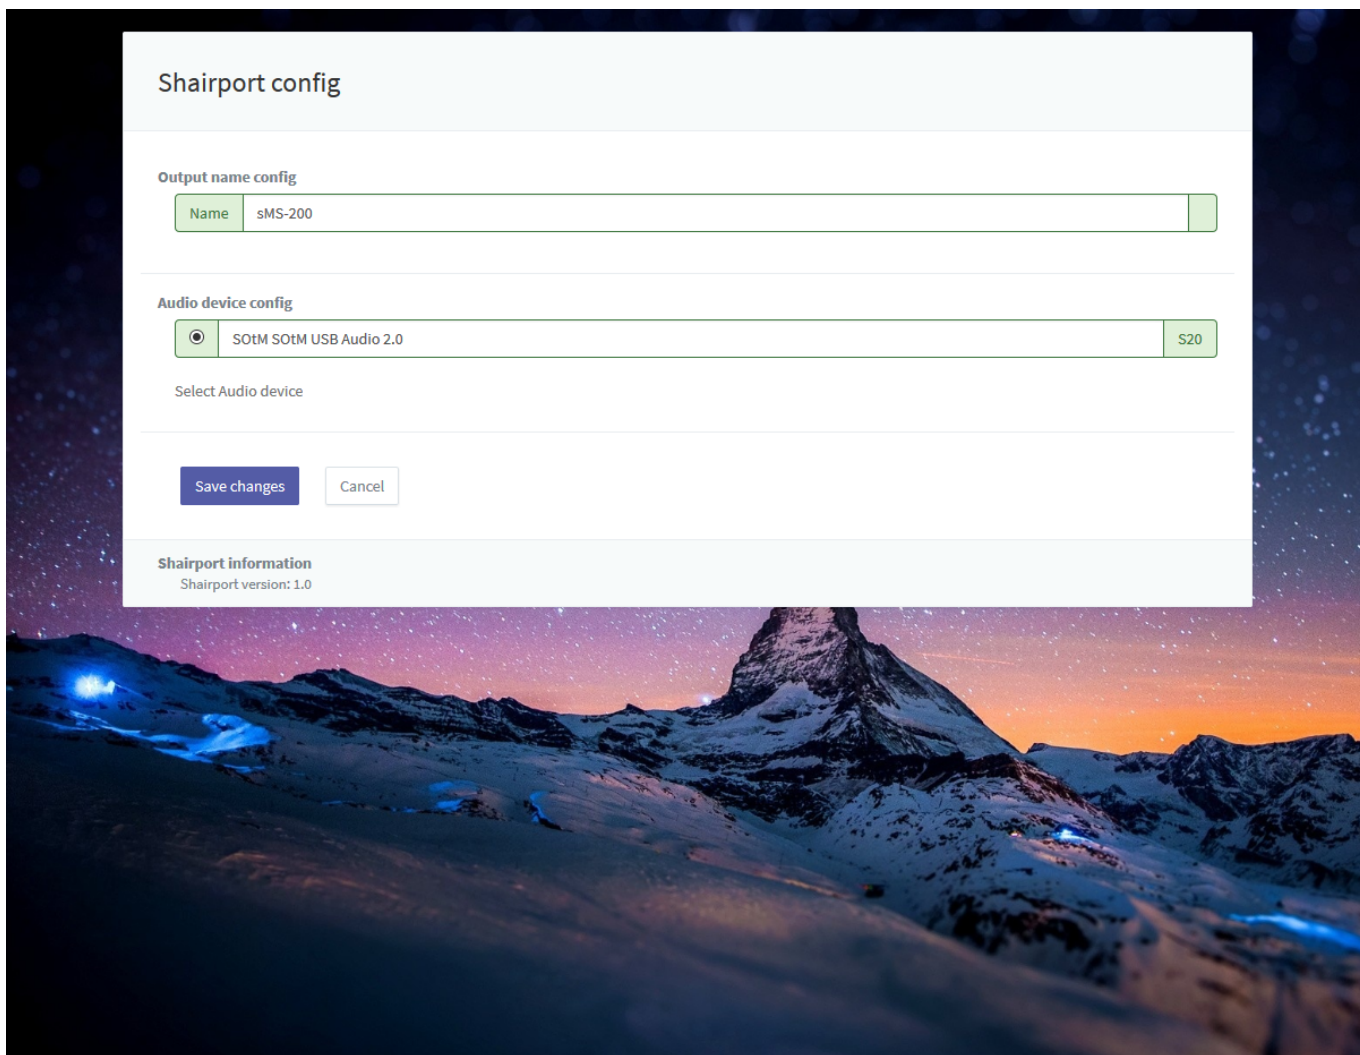 Shairport config
Output name config
Name sMS-200
Audio device config
SOtM SOtM USB Audio 2.0 S20
Select Audio device
Save changes Cancel
Shairport information
Shairport version: 1.0